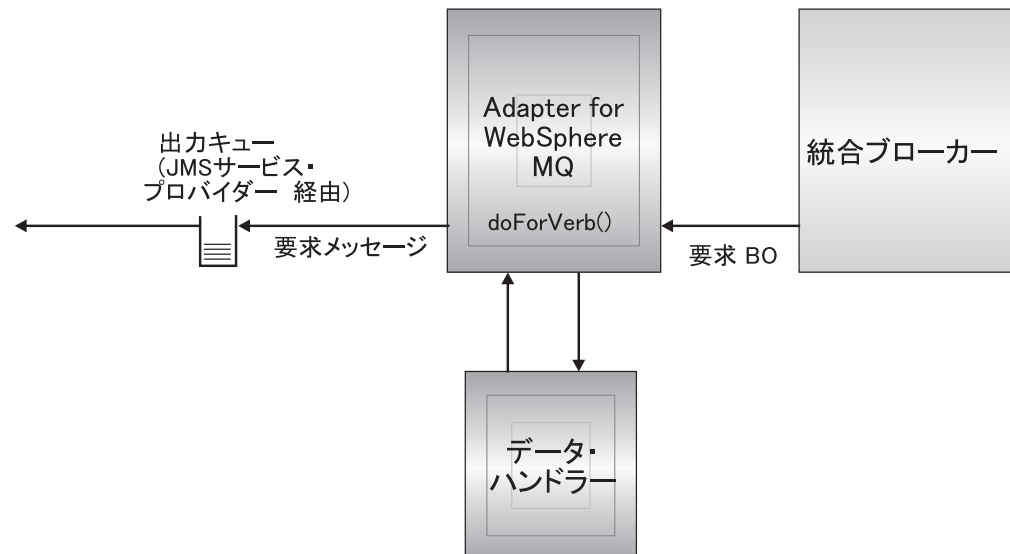 出力キュー
(JMSサービス・
プロバイダー 経由)
要求メッセージ
Adapter for
WebSphere
MQ
doForVerb()
要求 BO
統合ブローカー
データ・
ハンドラー